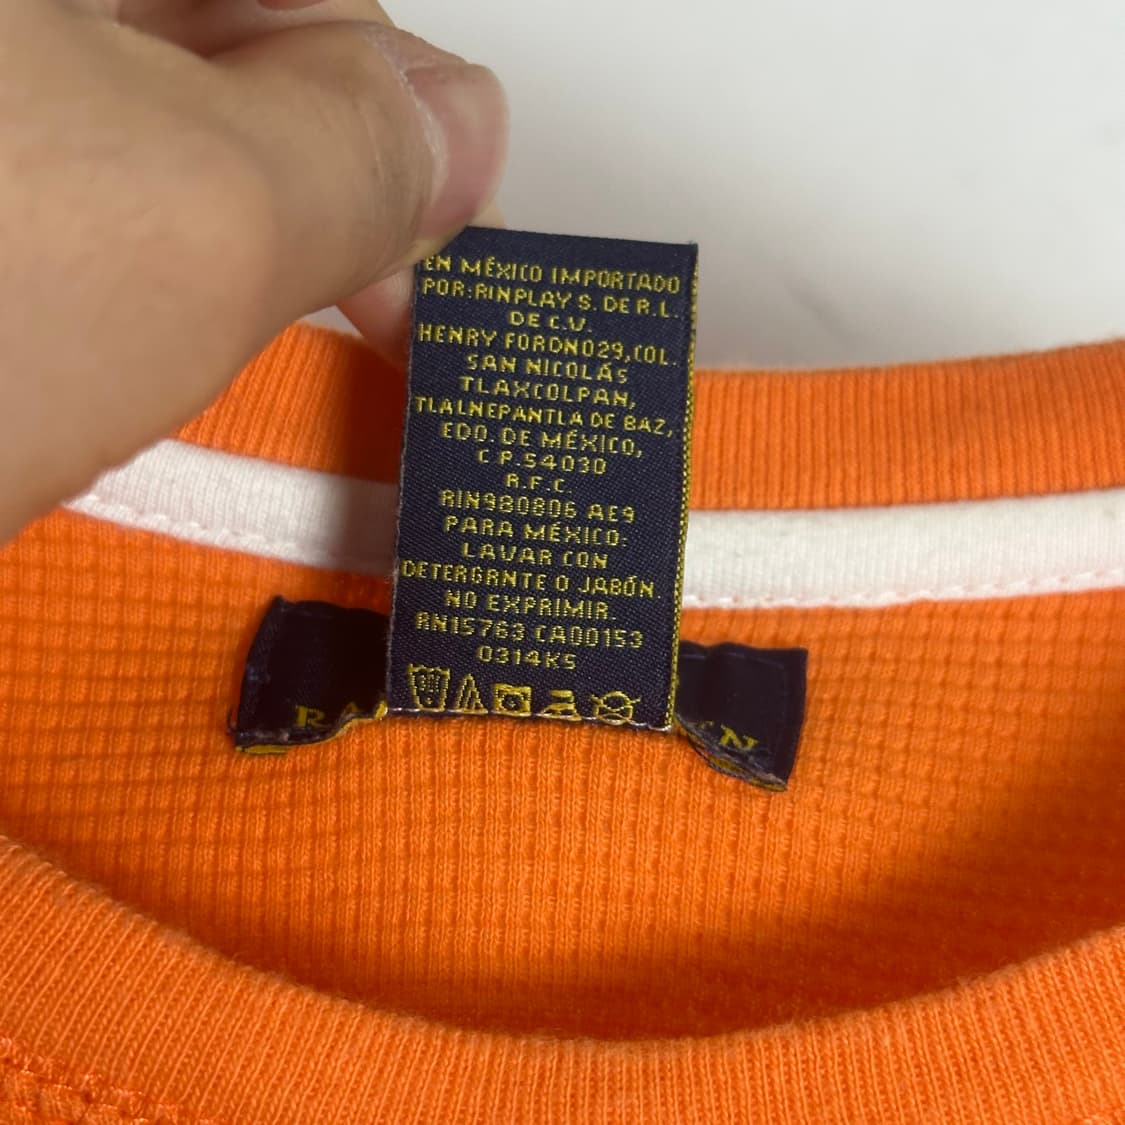 EN MÉXICO IMPORTADO
POR:RINPLAY S. DE R.L.
DE C.V.
HENRY FORDNO29,COL.
SAN NICOLÁS
TLAXCOLPAN,
TLALNEPANTLA DE BAZ,
EDO. DE MÉXICO,
C P.54030
R.F.C.
RIN980806 AE9
PARA MÉXICO:
LAVAR CON
DETERGRNTE O JABÓN.
NO EXPRIMIR.
RN15763 CA00153
0314KS